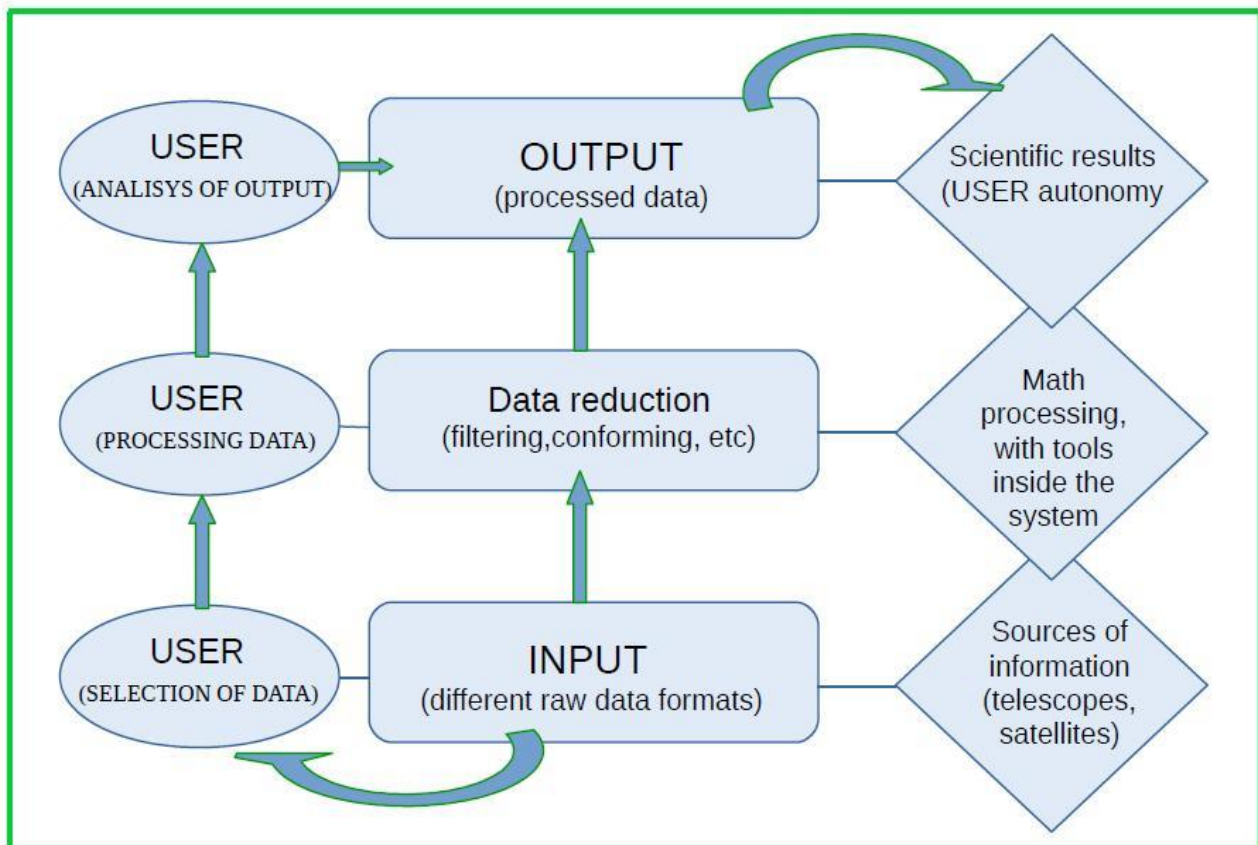 USER
(ANALISYS OF OUTPUT)
OUTPUT
(processed data)
Scientific results
(USER autonomy
USER
(PROCESSING DATA)
Data reduction
(filtering,conforming, etc)
Math
processing,
with tools
inside the
system
USER
(SELECTION OF DATA)
INPUT
(different raw data formats)
Sources of
information
(telescopes,
satellites)